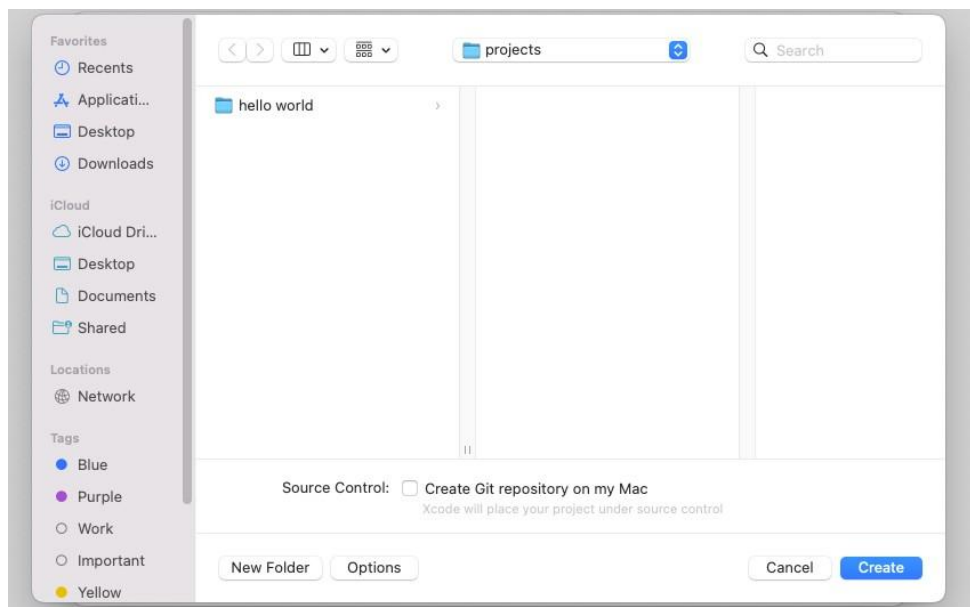 Favorites
Recents
Applicati...
Desktop
Downloads
iCloud
iCloud Dri...
Desktop
Documents
Shared
Locations
Network
Tags
Blue
Purple
Work
Important
Yellow
projects
Search
hello world
Source Control: Create Git repository on my Mac
Xcode will place your project under source control
New Folder Options Cancel Create